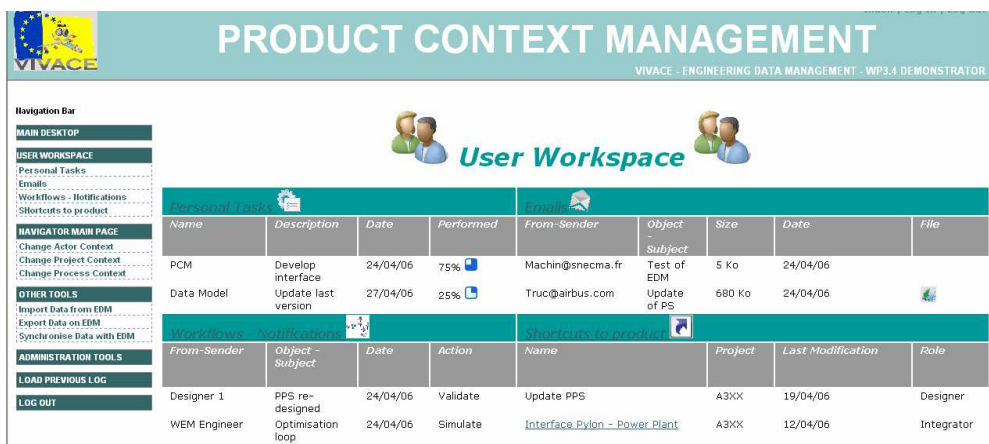 PRODUCT CONTEXT MANAGEMENT
VIVACE
VIVACE - ENGINEERING DATA MANAGEMENT - WP3.4 DEMONSTRATOR
Navigation Bar
MAIN DESKTOP
USER WORKSPACE
Personal Tasks
Emails
Workflows - Notifications
SHortcuts to product
NAVIGATOR MAIN PAGE
Change Actor Context
Change Project Context
Change Process Context
OTHER TOOLS
Import Data from EDM
Export Data on EDM
Synchronise Data with EDM
ADMINISTRATION TOOLS
LOAD PREVIOUS LOG
LOG OUT
User Workspace
Personal Tasks
Name Description Date Performed
PCM Develop interface 24/04/06 75%
Data Model Update last version 27/04/06 25%
Emails
From-Sender Object - Subject Size Date File
Machin@snecma.fr Test of EDM 5 Ko 24/04/06
Truc@airbus.com Update of PS 680 Ko 24/04/06
Workflows - Notifications
From-Sender Object - Subject Date Action
Designer 1 PPS re-designed 24/04/06 Validate
WEM Engineer Optimisation loop 24/04/06 Simulate
Shortcuts to product
Name Project Last Modification Role
Update PPS A3XX 19/04/06 Designer
Interface Pylon - Power Plant A3XX 12/04/06 Integrator